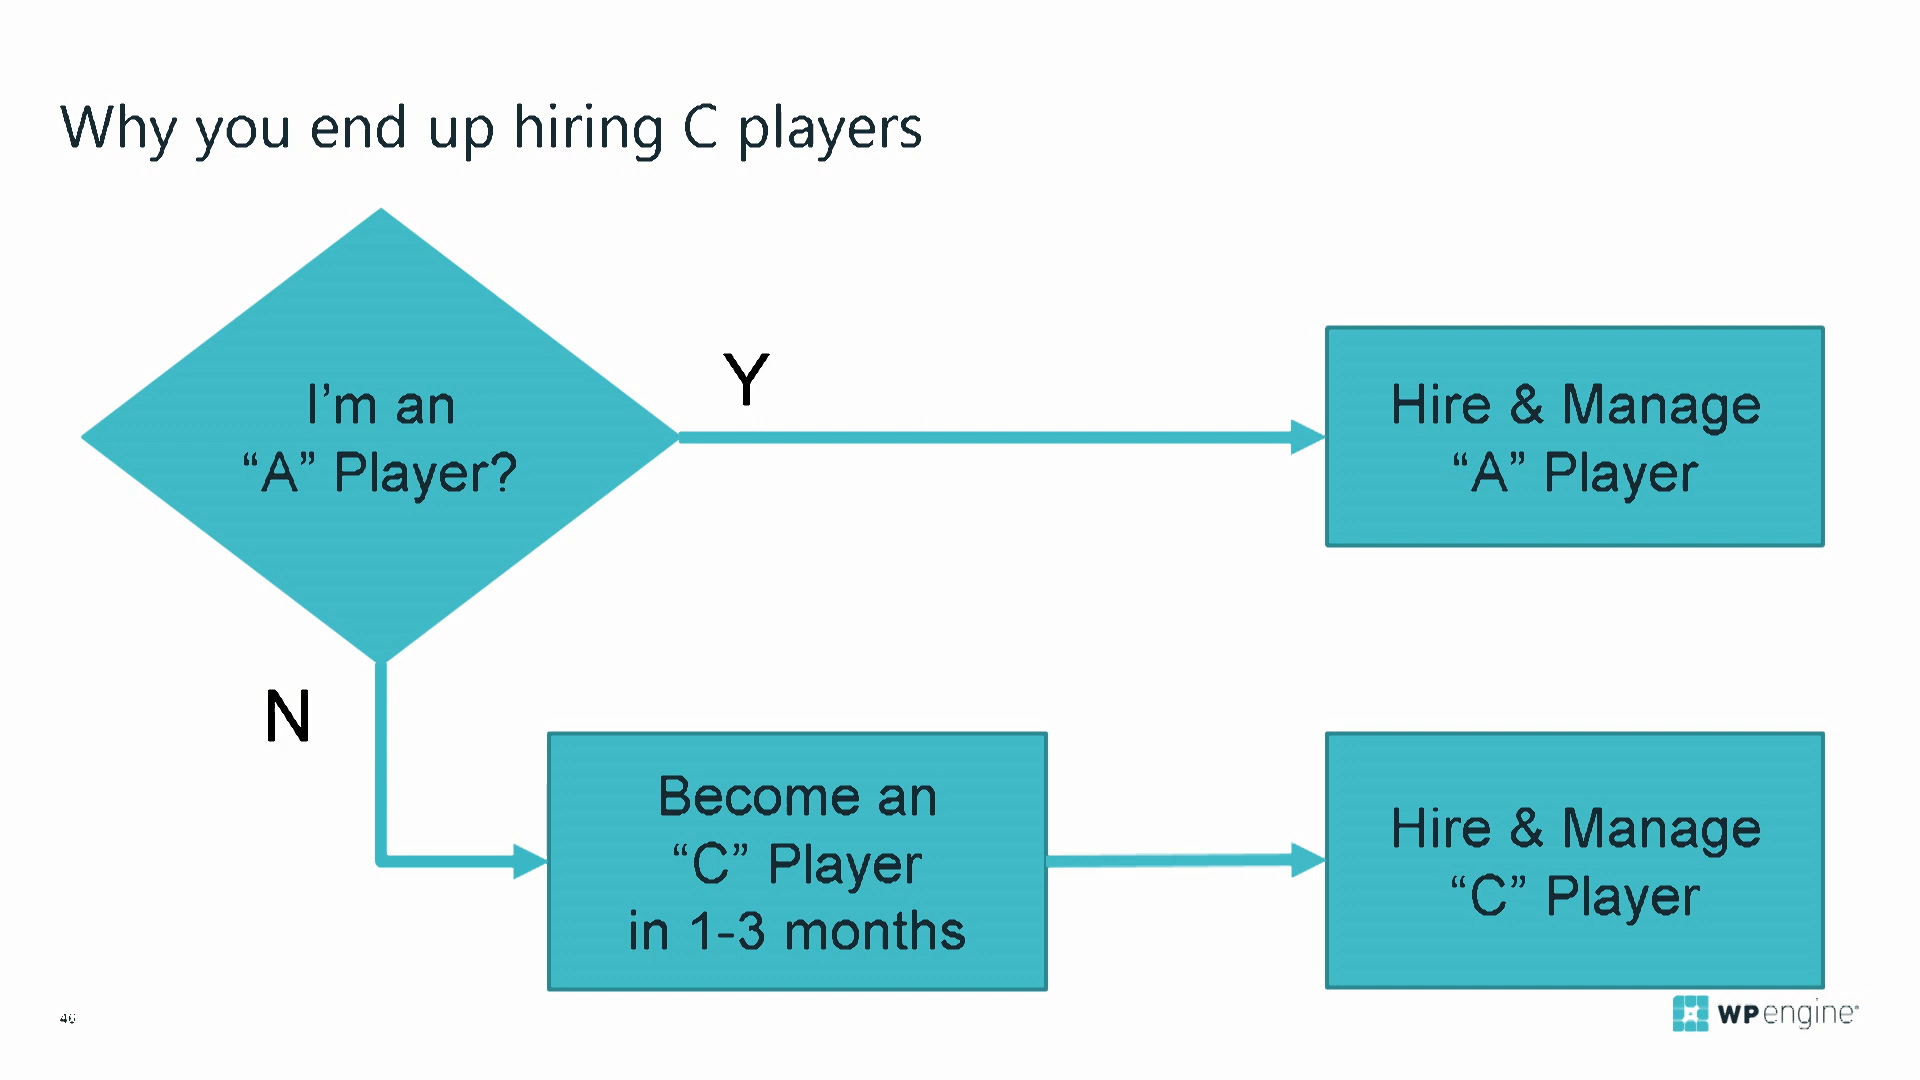 Why you end up hiring C players
I’m an
“A” Player?
Y
Hire & Manage
“A” Player
N
Become an
“C” Player
in 1-3 months
Hire & Manage
“C” Player
46
WPengine®